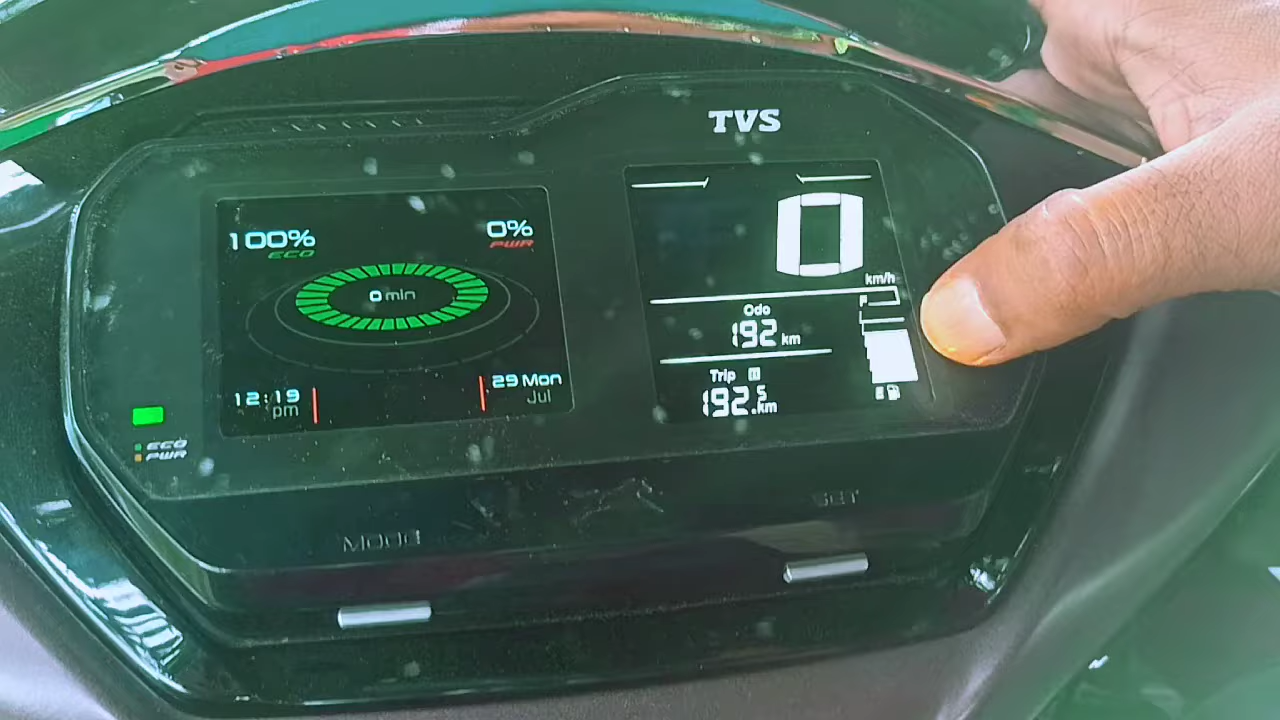 TVS
100%
ECO
0%
PWR
0 min
12:19
pm
29 Mon
Jul
ECO
PWR
0
km/h
F
Odo
192 km
Trip
192.5 km
E
MODE
SET